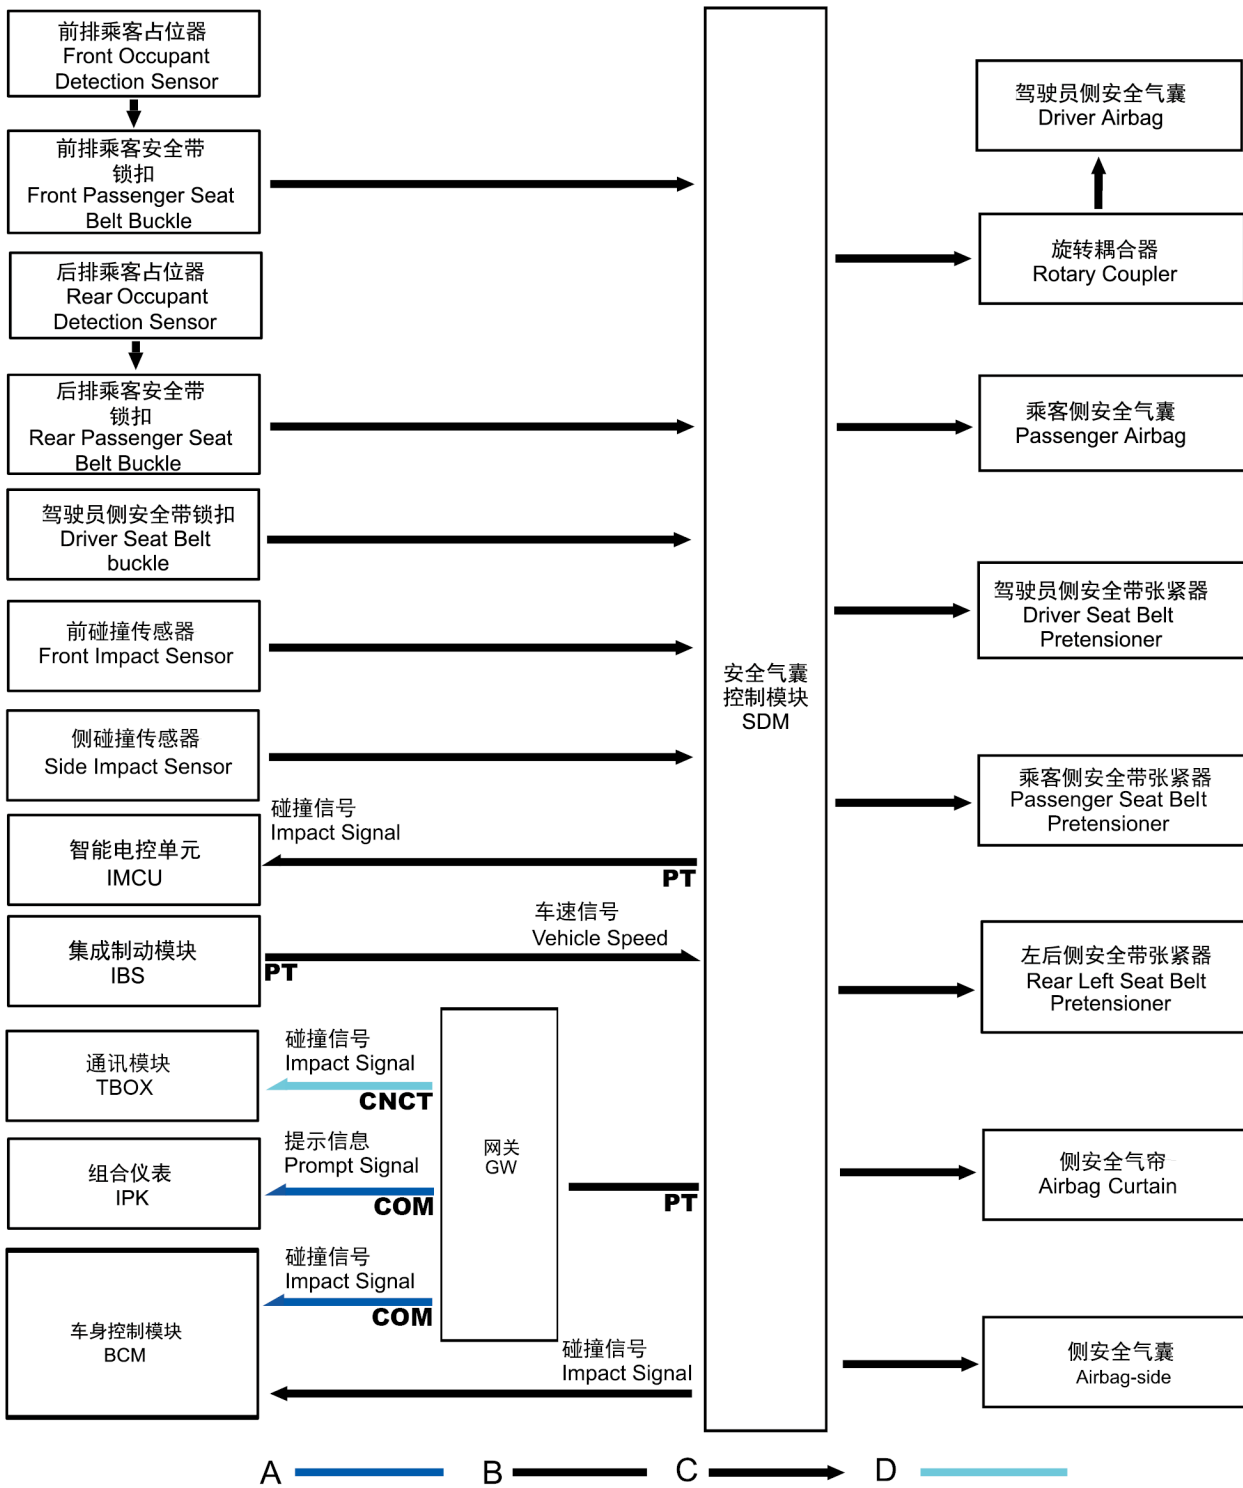 前排乘客占位器
Front Occupant
Detection Sensor
前排乘客安全带
锁扣
Front Passenger Seat
Belt Buckle
后排乘客占位器
Rear Occupant
Detection Sensor
后排乘客安全带
锁扣
Rear Passenger Seat
Belt Buckle
驾驶员侧安全带锁扣
Driver Seat Belt
buckle
前碰撞传感器
Front Impact Sensor
侧碰撞传感器
Side Impact Sensor
智能电控单元
IMCU
碰撞信号
Impact Signal
PT
集成制动模块
IBS
车速信号
Vehicle Speed
PT
通讯模块
TBOX
碰撞信号
Impact Signal
CNCT
组合仪表
IPK
提示信息
Prompt Signal
COM
车身控制模块
BCM
碰撞信号
Impact Signal
COM
网关
GW
PT
碰撞信号
Impact Signal
安全气囊
控制模块
SDM
驾驶员侧安全气囊
Driver Airbag
旋转耦合器
Rotary Coupler
乘客侧安全气囊
Passenger Airbag
驾驶员侧安全带张紧器
Driver Seat Belt
Pretensioner
乘客侧安全带张紧器
Passenger Seat Belt
Pretensioner
左后侧安全带张紧器
Rear Left Seat Belt
Pretensioner
侧安全气帘
Airbag Curtain
侧安全气囊
Airbag-side
A
B
C
D